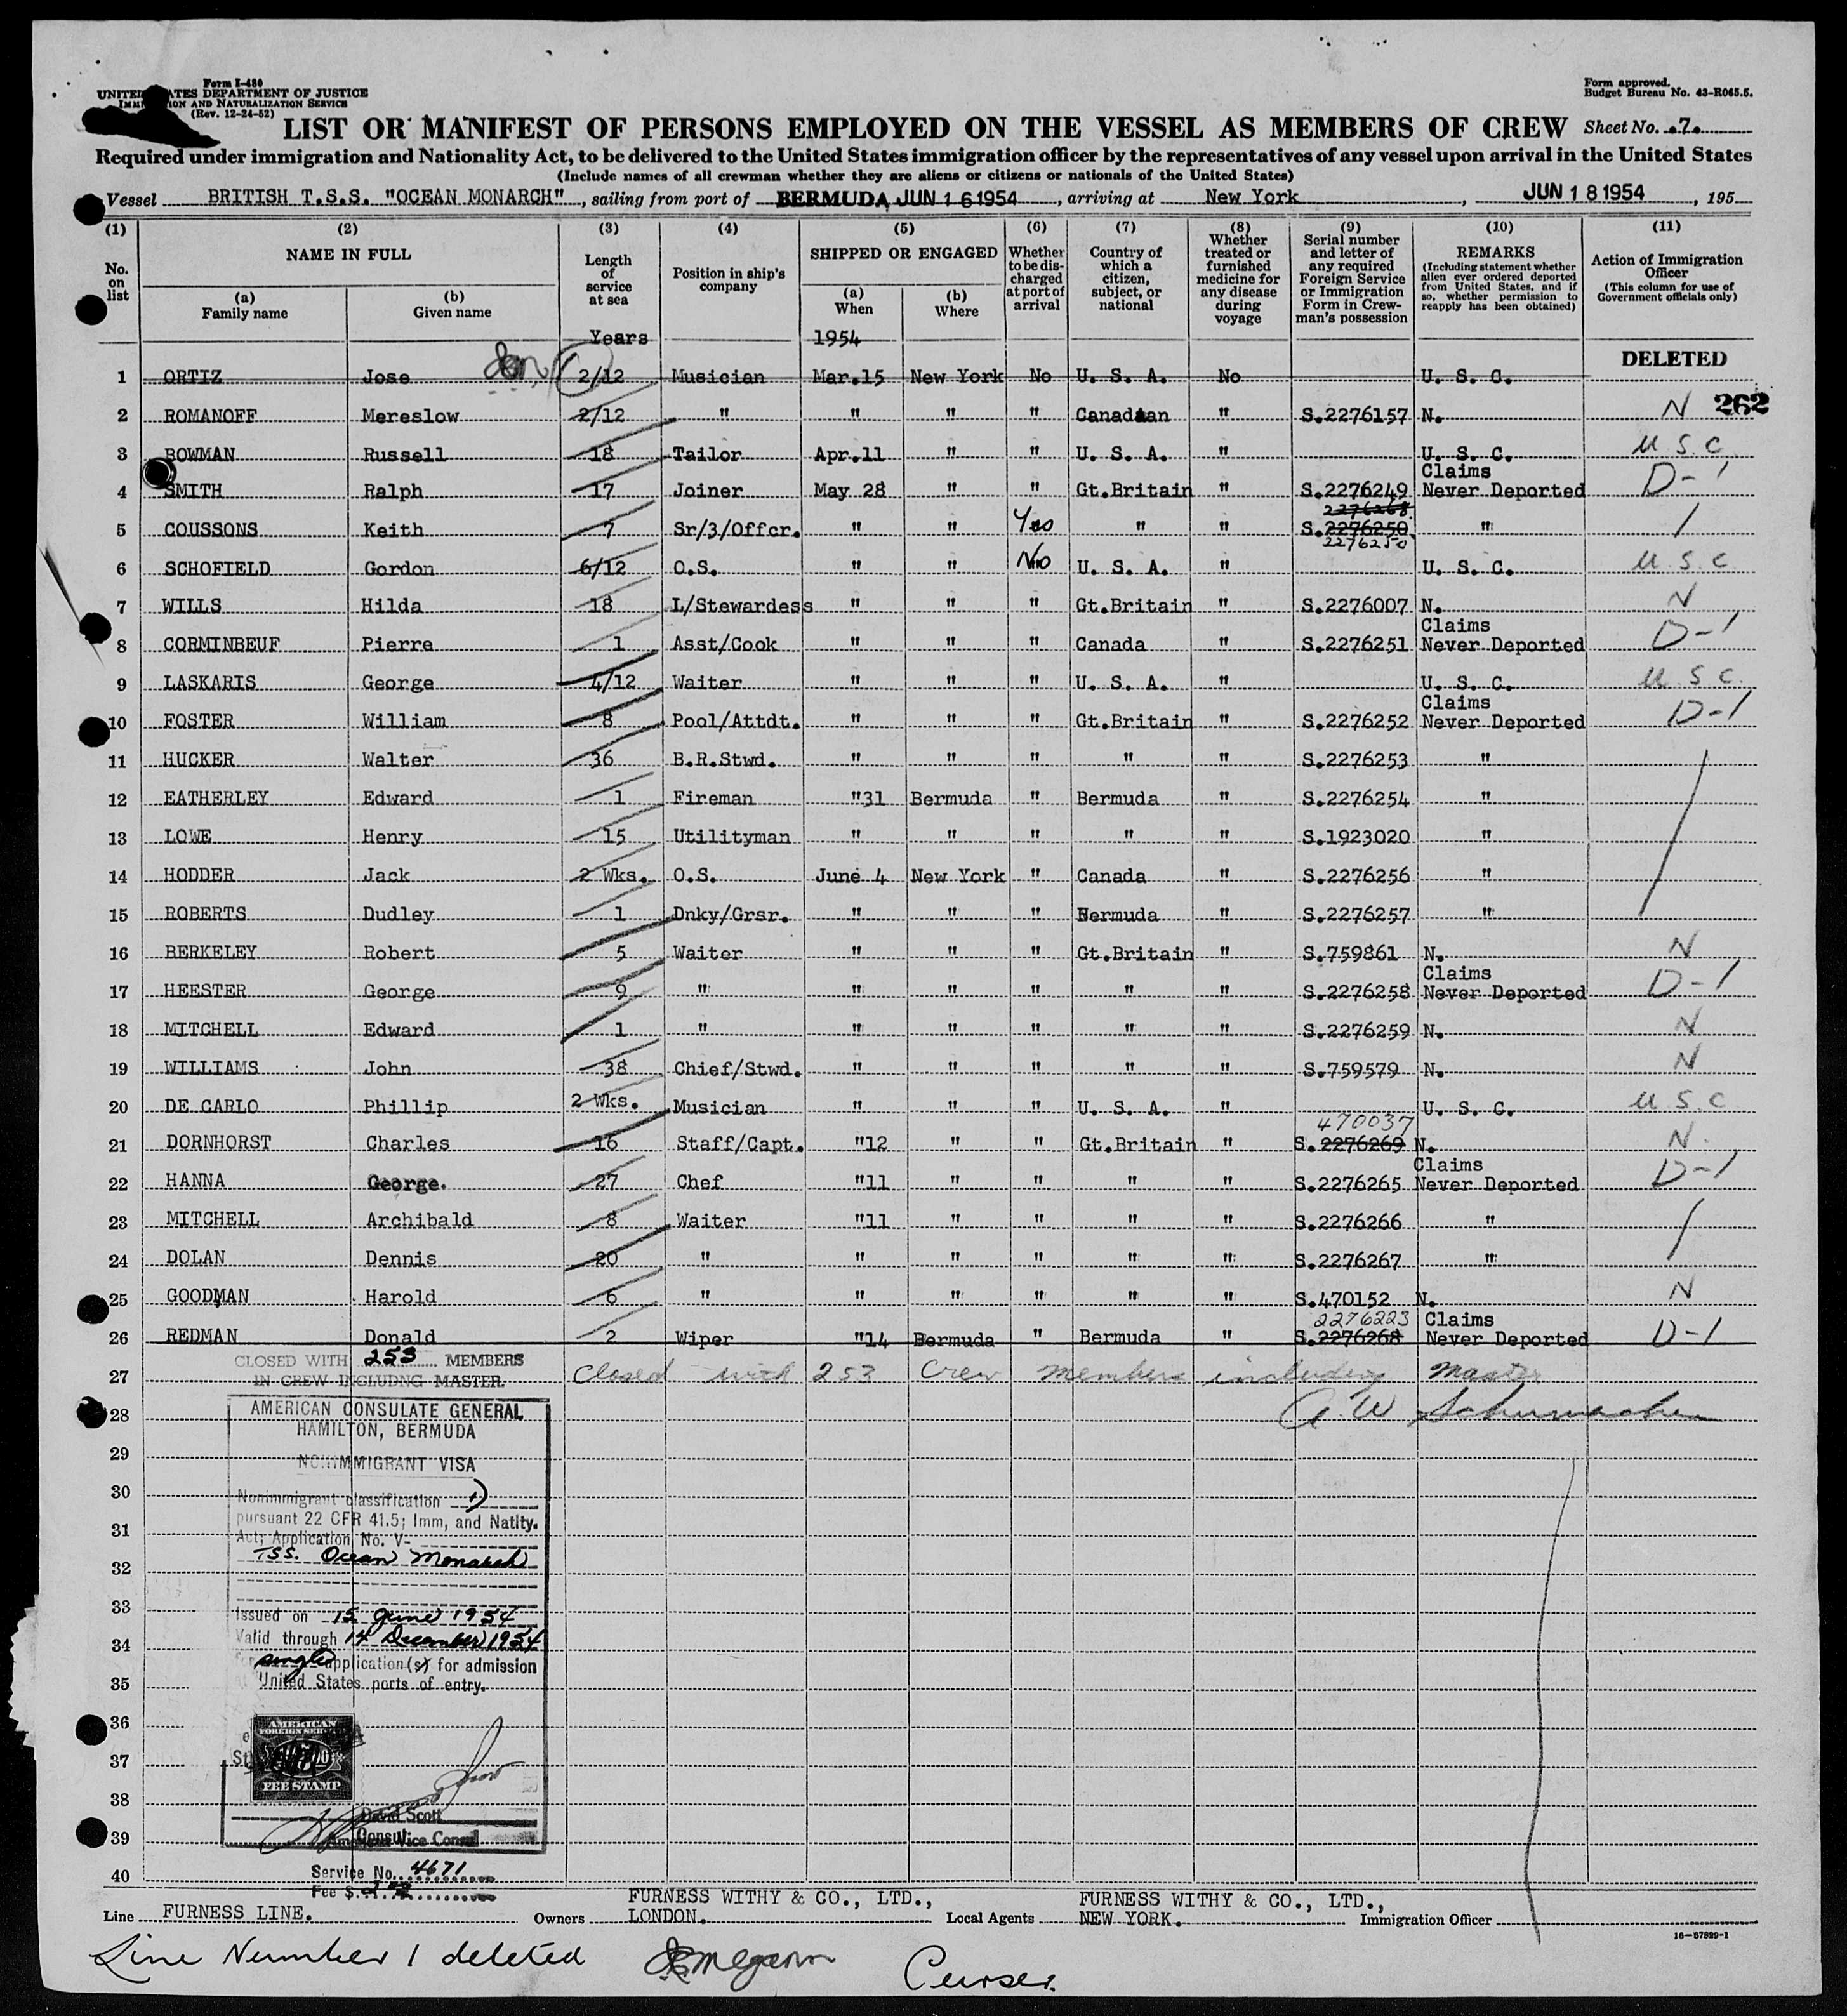 Form I-480
UNITED STATES DEPARTMENT OF JUSTICE
IMMIGRATION AND NATURALIZATION SERVICE
(Rev. 12-24-52)
Form approved.
Budget Bureau No. 43-R065.5.
LIST OR MANIFEST OF PERSONS EMPLOYED ON THE VESSEL AS MEMBERS OF CREW Sheet No. .7.
Required under immigration and Nationality Act, to be delivered to the United States immigration officer by the representatives of any vessel upon arrival in the United States
(Include names of all crewman whether they are aliens or citizens or nationals of the United States)
Vessel BRITISH T.S.S. "OCEAN MONARCH", sailing from port of BERMUDA JUN 16 1954, arriving at New York, JUN 18 1954, 195
(1) (2) (3) (4) (5) (6) (7) (8) (9) (10) (11)
No. on list
NAME IN FULL
(a) Family name
(b) Given name
Length of service at sea
Position in ship's company
SHIPPED OR ENGAGED
(a) When
(b) Where
Whether to be discharged at port of arrival
Country of which a citizen, subject, or national
Whether treated or furnished medicine for any disease during voyage
Serial number and letter of any required Foreign Service or Immigration Form in Crewman's possession
REMARKS
(Including statement whether alien ever ordered deported from United States, and if so, whether permission to reapply has been obtained)
Action of Immigration Officer
(This column for use of Government officials only)
Years 1954
DELETED
1 ORTIZ Jose 2/12 Musician Mar.15 New York No U. S. A. No U. S. C.
2 ROMANOFF Mereslow 2/12 " " " " Canadian " S.2276157 N. N 262
3 BOWMAN Russell 18 Tailor Apr.11 " " U. S. A. " U. S. C. U.S.C.
4 SMITH Ralph 17 Joiner May 28 " " Gt.Britain " S.2276249 Claims Never Deported D-1
5 COUSSONS Keith 7 Sr/3/Offcr. " " Yes " " 2276268 S.2276250 2276250 " /
6 SCHOFIELD Gordon 6/12 O.S. " " No U. S. A. " U. S. C. U.S.C
7 WILLS Hilda 18 L/Stewardess " " " Gt.Britain " S.2276007 N. N
8 CORMINBEUF Pierre 1 Asst/Cook " " " Canada " S.2276251 Claims Never Deported D-1
9 LASKARIS George 4/12 Waiter " " " U. S. A. " U. S. C. U.S.C.
10 FOSTER William 8 Pool/Attdt. " " " Gt.Britain " S.2276252 Claims Never Deported D-1
11 HUCKER Walter 36 B.R.Stwd. " " " " " S.2276253 "
12 EATHERLEY Edward 1 Fireman "31 Bermuda " Bermuda " S.2276254 "
13 LOWE Henry 15 Utilityman " " " " " S.1923020 "
14 HODDER Jack 2 Wks. O.S. June 4 New York " Canada " S.2276256 "
15 ROBERTS Dudley 1 Dnky/Grsr. " " " Bermuda " S.2276257 "
16 BERKELEY Robert 5 Waiter " " " Gt.Britain " S.759861 N. N
17 HEESTER George 9 " " " " " " S.2276258 Claims Never Deported D-1
18 MITCHELL Edward 1 " " " " " " S.2276259 N. N
19 WILLIAMS John 38 Chief/Stwd. " " " " " S.759579 N. N
20 DE CARLO Phillip 2 Wks. Musician " " " U. S. A. " U. S. C. U.S.C
21 DORNHORST Charles 16 Staff/Capt. "12 " " Gt.Britain " 470037 S.2276269 N. N.
22 HANNA George. 27 Chef "11 " " " " S.2276265 Claims Never Deported D-1
23 MITCHELL Archibald 8 Waiter "11 " " " " S.2276266 "
24 DOLAN Dennis 20 " " " " " " S.2276267 "
25 GOODMAN Harold 6 " " " " " " S.470152 N. N
26 REDMAN Donald 2 Wiper "14 Bermuda " Bermuda " 2276223 S.2276268 Claims Never Deported D-1
CLOSED WITH 253 MEMBERS
27 IN CREW INCLUDNG MASTER. Closed with 253 Crew members including Master
28 A. W. Schumacher
AMERICAN CONSULATE GENERAL
HAMILTON, BERMUDA
29 NONIMMIGRANT VISA
30 Nonimmigrant classification D
pursuant 22 CFR 41.5; Imm, and Natlty.
31 Act; Application No. V-
TSS. Ocean Monarch
32
33 Issued on 15 June 1954
34 Valid through 14 December 1954
single application(s) for admission
35 United States ports of entry.
36 AMERICAN
FOREIGN SERVICE
37
FEE STAMP
38 David Scott
39 Consul
American Vice Consul
40
Service No. 4671
Fee $
Line FURNESS LINE. Owners FURNESS WITHY & CO., LTD., LONDON. Local Agents FURNESS WITHY & CO., LTD., NEW YORK. Immigration Officer
16-67829-1
Line Number 1 deleted
Purser